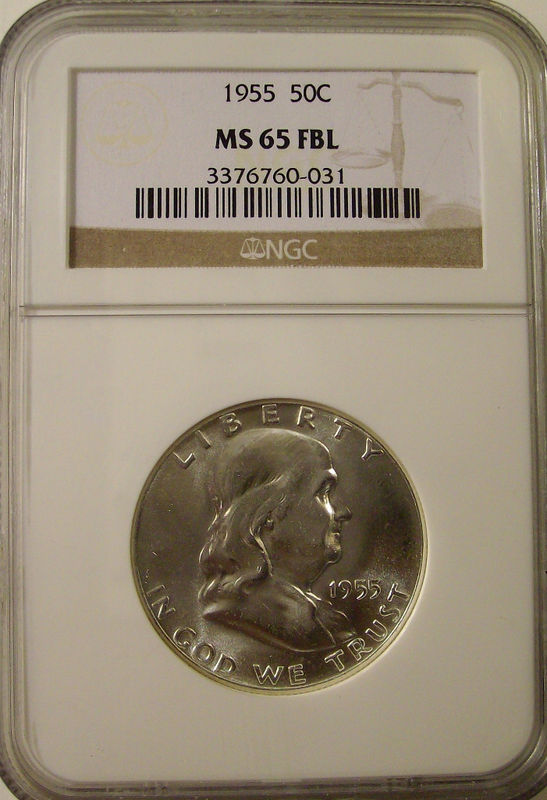 1955 50C
MS 65 FBL
3376760-031
NGC
LIBERTY
1955
IN GOD WE TRUST